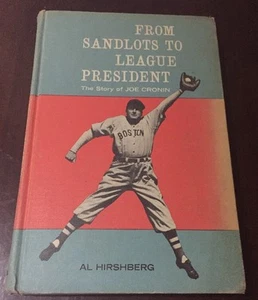 FROM
SANDLOTS TO
LEAGUE
PRESIDENT
The Story of JOE CRONIN
BOSTON
AL HIRSHBERG